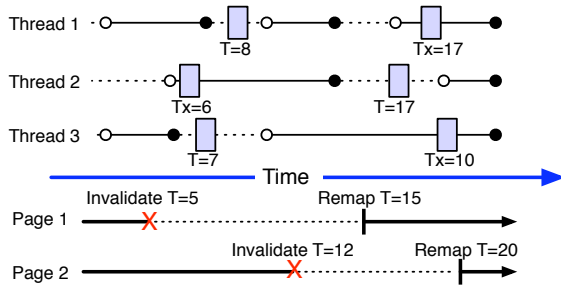 Thread 1
T=8
Tx=17
Thread 2
Tx=6
T=17
Thread 3
T=7
Tx=10
Time
Invalidate T=5
Remap T=15
Page 1
Invalidate T=12
Remap T=20
Page 2